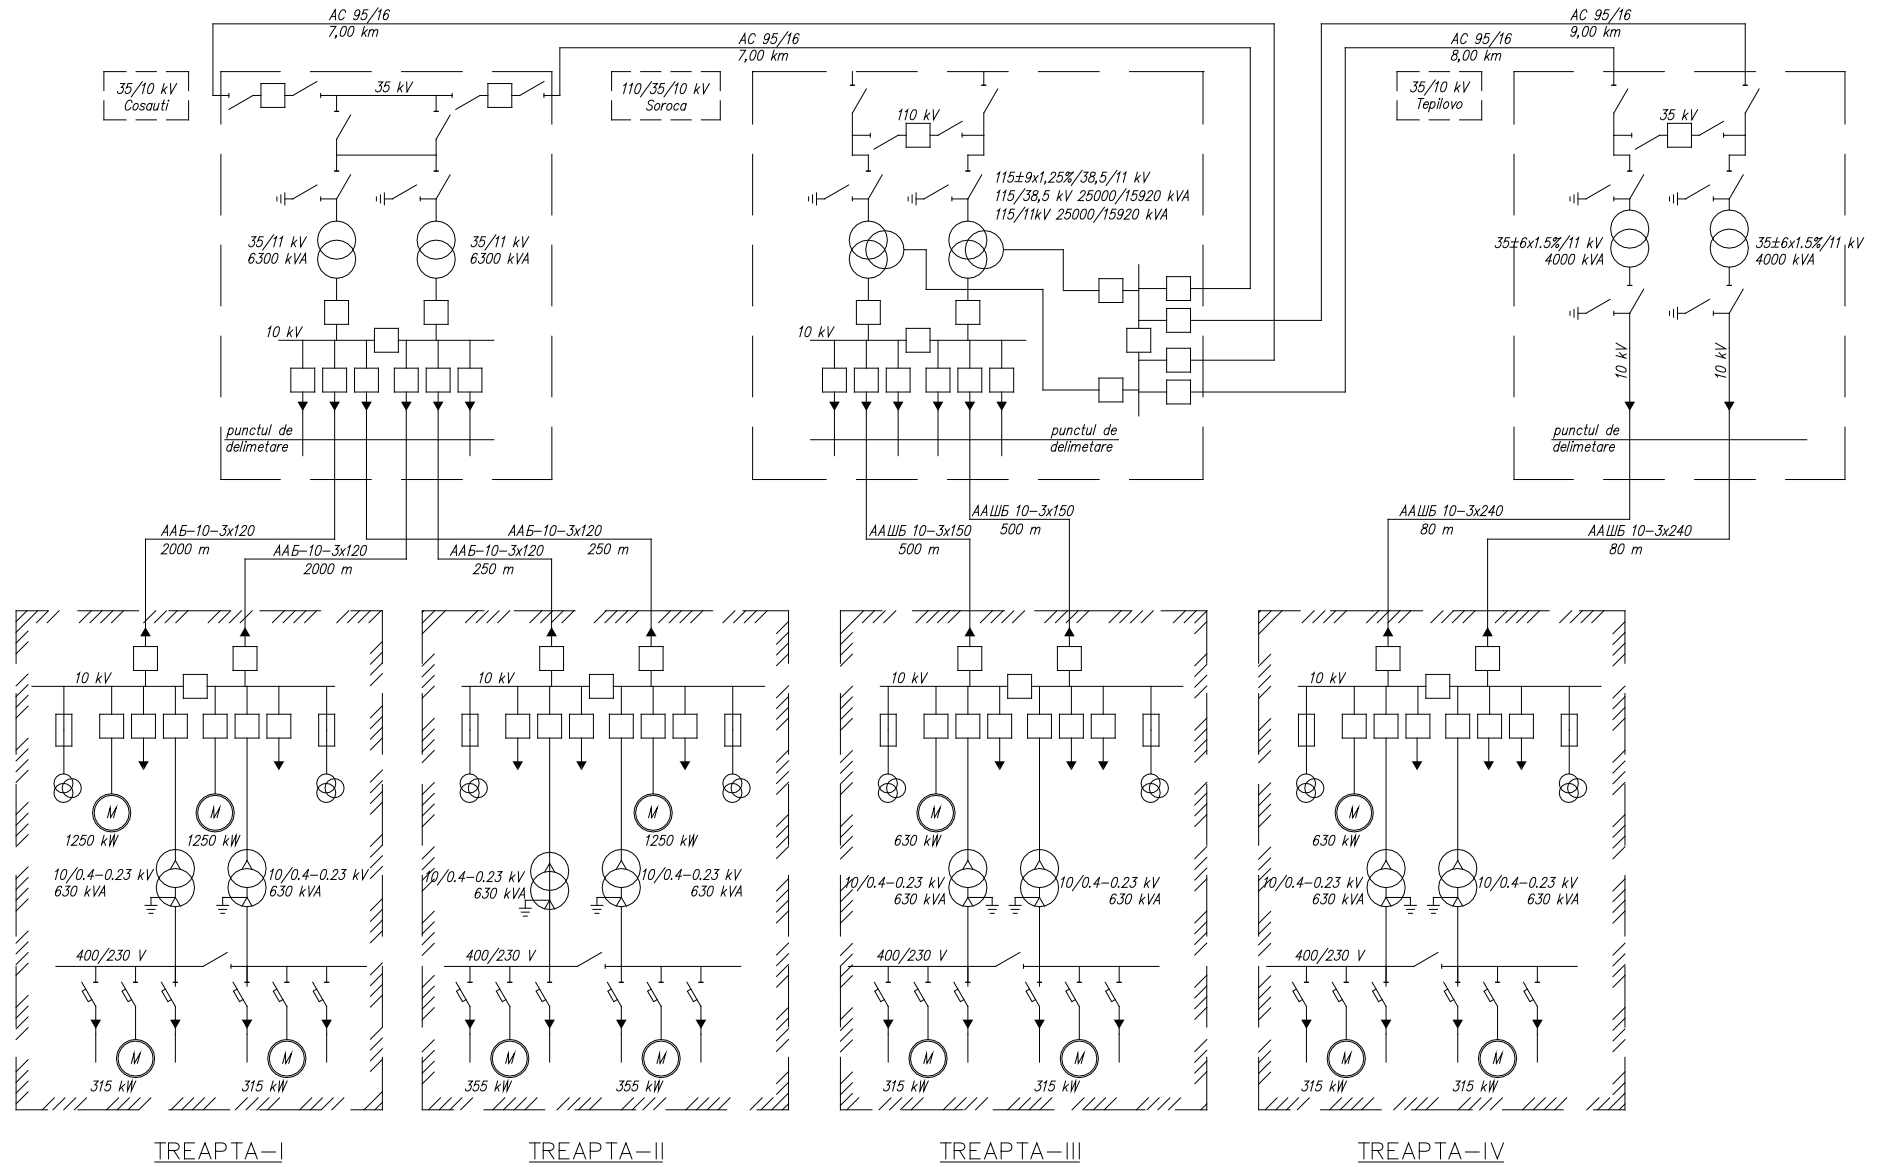 АС 95/16
7,00 km
АС 95/16
7,00 km
АС 95/16
9,00 km
АС 95/16
8,00 km
35/10 kV
Cosauti
35 kV
110/35/10 kV
Soroca
110 kV
35/10 kV
Tepilovo
35 kV
115±9x1,25%/38,5/11 kV
115/38,5 kV 25000/15920 kVA
115/11kV 25000/15920 kVA
35/11 kV
6300 kVA
35/11 kV
6300 kVA
35±6x1.5%/11 kV
4000 kVA
35±6x1.5%/11 kV
4000 kVA
10 kV
10 kV
10 kV
10 kV
punctul de
delimetare
punctul de
delimetare
punctul de
delimetare
ААБ-10-3x120
2000 m
ААБ-10-3x120
2000 m
ААБ-10-3x120
250 m
ААБ-10-3x120
250 m
ААШБ 10-3x150
500 m
ААШБ 10-3x150
500 m
ААШБ 10-3x240
80 m
ААШБ 10-3x240
80 m
10 kV
10 kV
10 kV
10 kV
M
1250 kW
M
1250 kW
M
1250 kW
M
630 kW
M
630 kW
10/0.4-0.23 kV
630 kVA
10/0.4-0.23 kV
630 kVA
10/0.4-0.23 kV
630 kVA
10/0.4-0.23 kV
630 kVA
10/0.4-0.23 kV
630 kVA
10/0.4-0.23 kV
630 kVA
10/0.4-0.23 kV
630 kVA
10/0.4-0.23 kV
630 kVA
400/230 V
400/230 V
400/230 V
400/230 V
M
315 kW
M
315 kW
M
355 kW
M
355 kW
M
315 kW
M
315 kW
M
315 kW
M
315 kW
TREAPTA-I
TREAPTA-II
TREAPTA-III
TREAPTA-IV